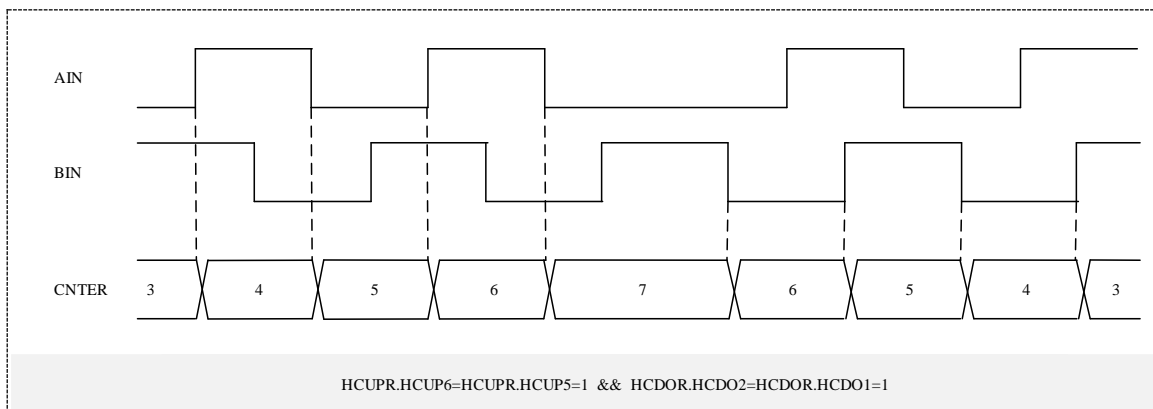 AIN
BIN
CNTER 3 4 5 6 7 6 5 4 3
HCUPR.HCUP6=HCUPR.HCUP5=1 && HCDOR.HCDO2=HCDOR.HCDO1=1